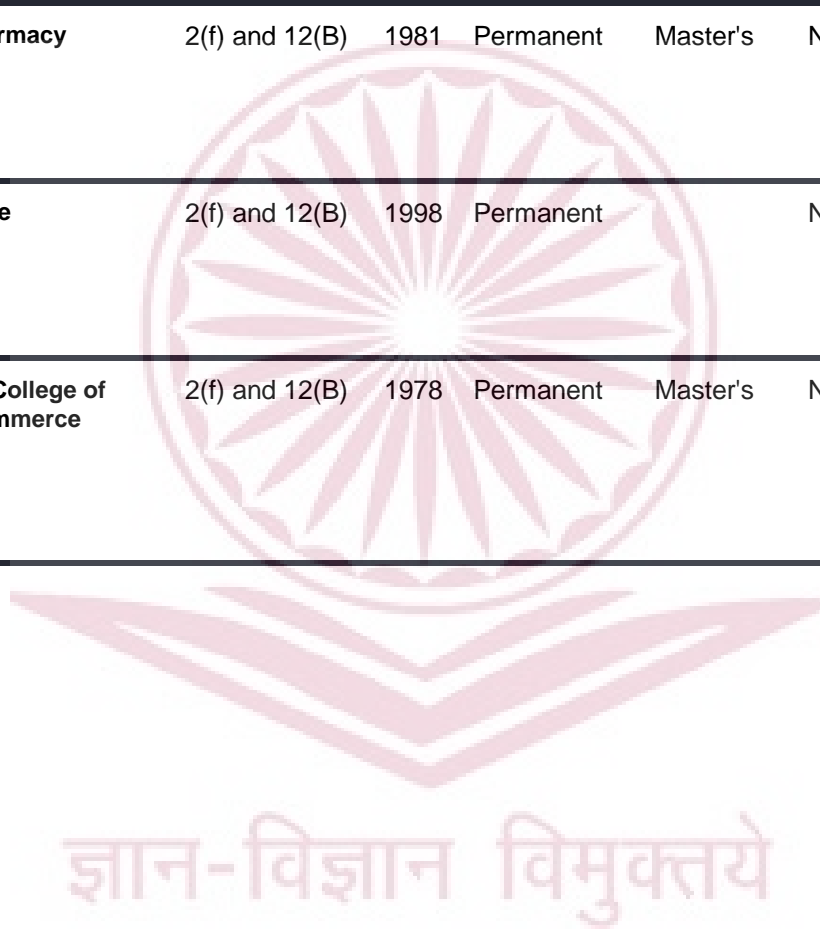 rmacy 2(f) and 12(B) 1981 Permanent Master's N
e 2(f) and 12(B) 1998 Permanent N
College of 2(f) and 12(B) 1978 Permanent Master's N
mmerce
ज्ञान-विज्ञान विमुक्तये